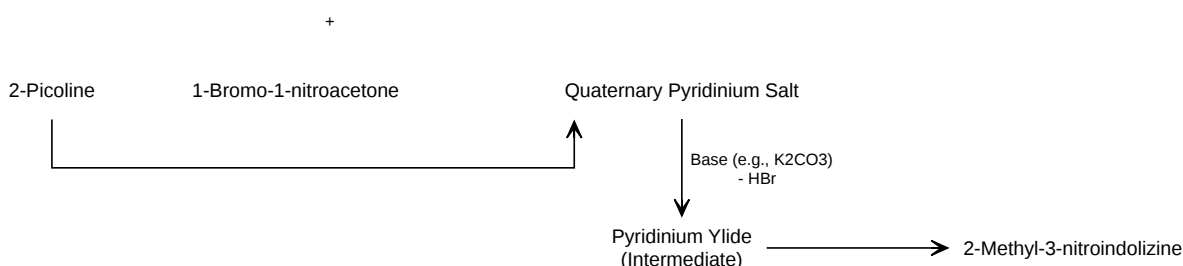 +
2-Picoline
1-Bromo-1-nitroacetone
Quaternary Pyridinium Salt
Base (e.g., K2CO3)
- HBr
Pyridinium Ylide
(Intermediate)
2-Methyl-3-nitroindolizine